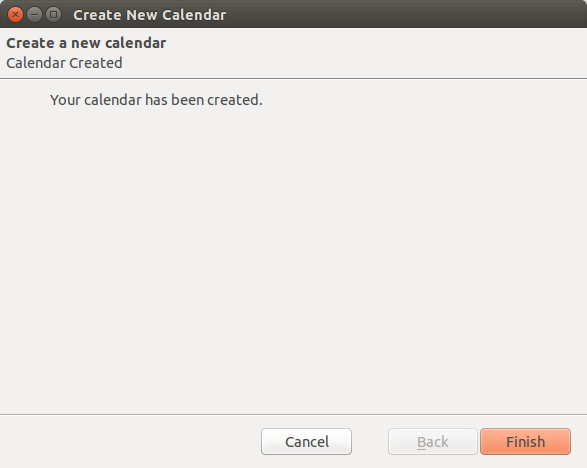 Create New Calendar
Create a new calendar
Calendar Created
Your calendar has been created.
Cancel
Back
Finish